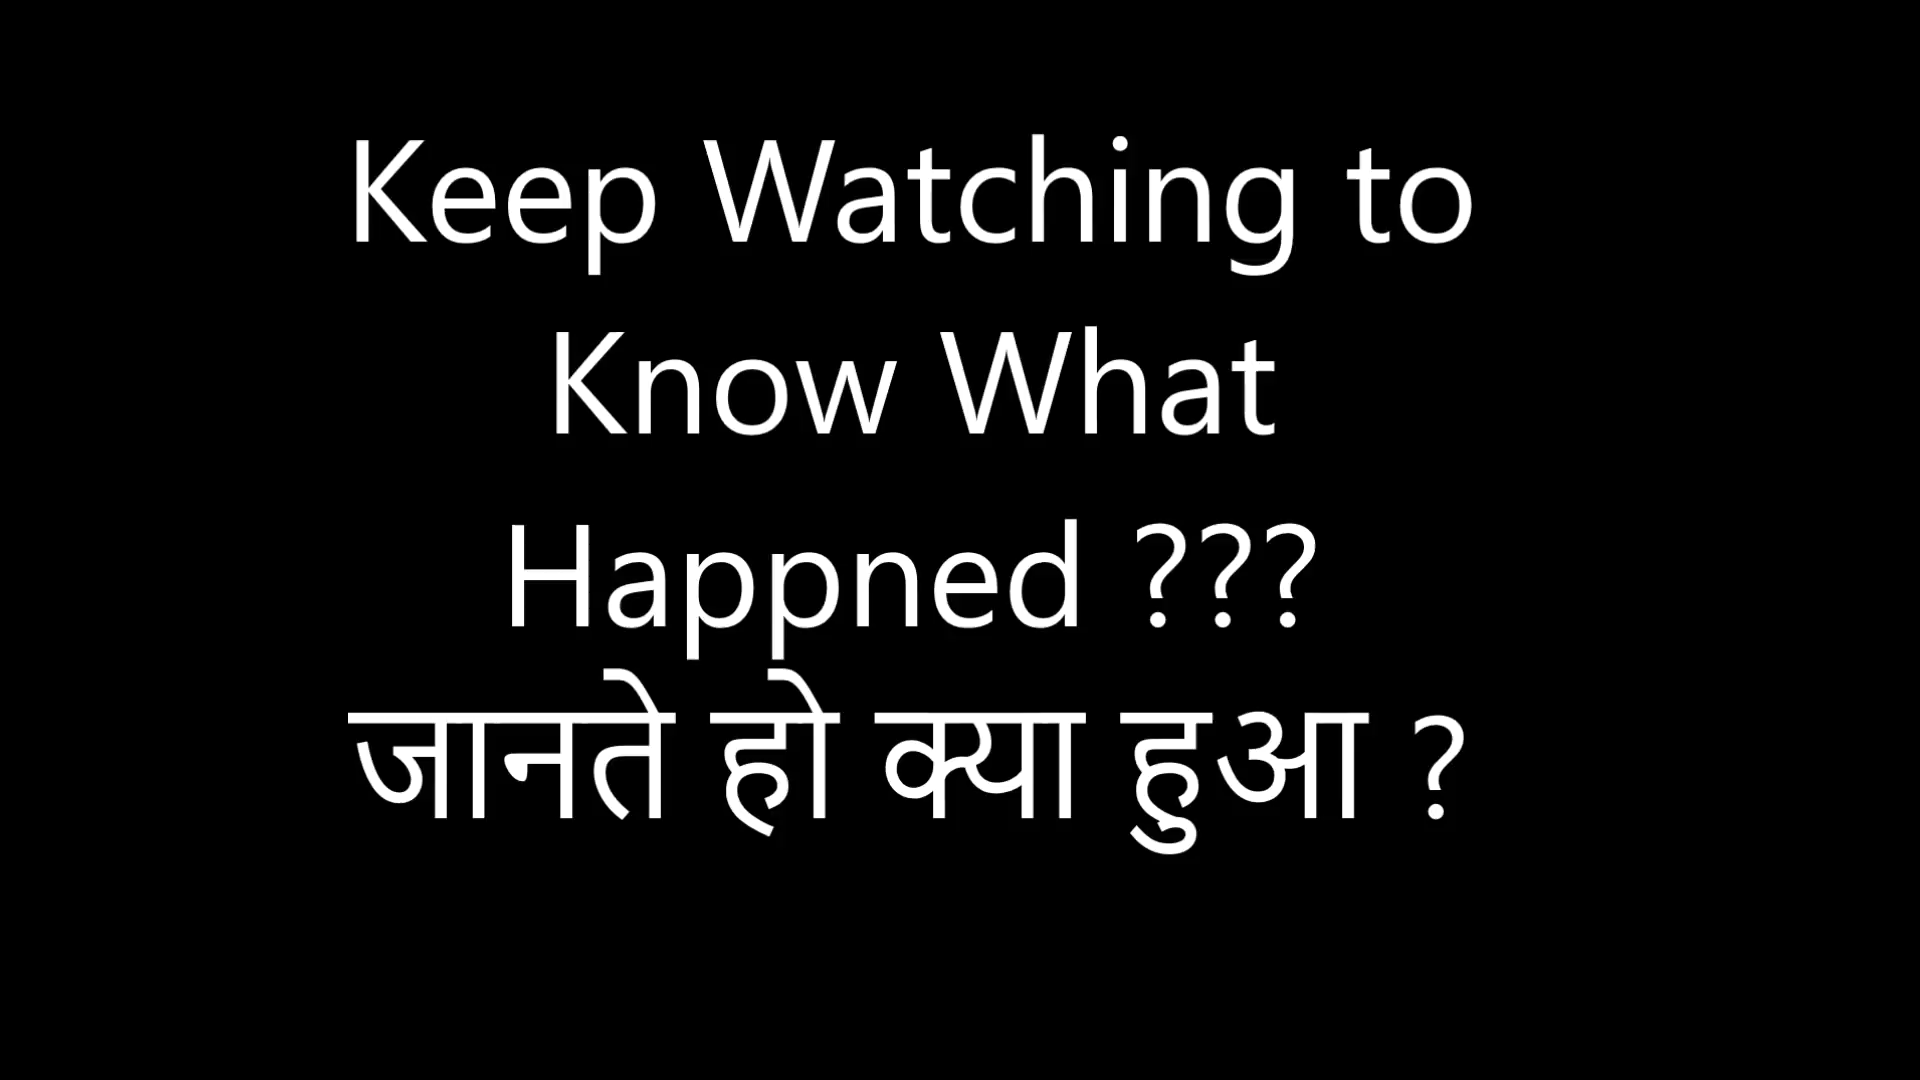 Keep Watching to
Know What
Happned ???
जानते हो क्या हुआ ?